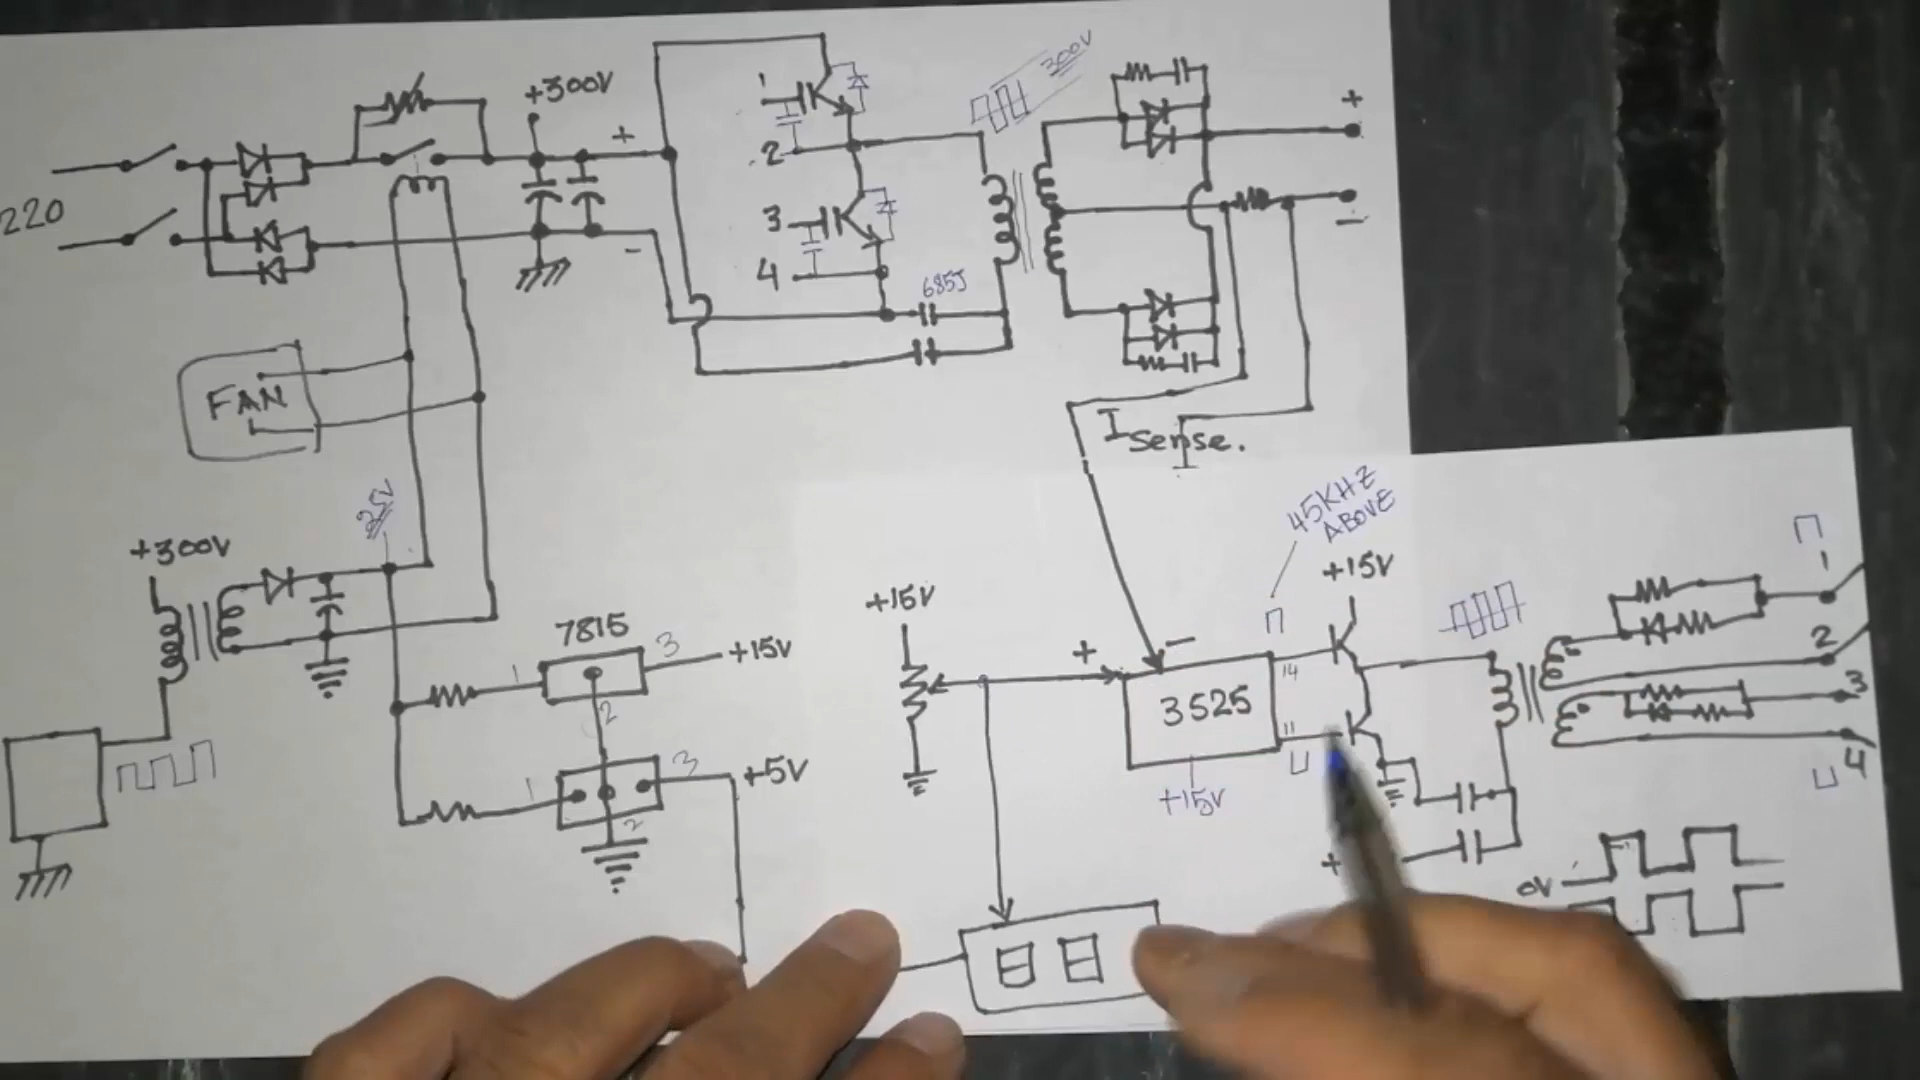 +300V
300V
220
+
+
1
2
3
4
685J
-
-
FAN
I Sense.
25V
+300V
45KHZ
ABOVE
+15V
1
7815
1
3
+15V
2
+15V
+
-
3525
14
11
+15V
2
3
4
1
3
+5V
2
+
0V